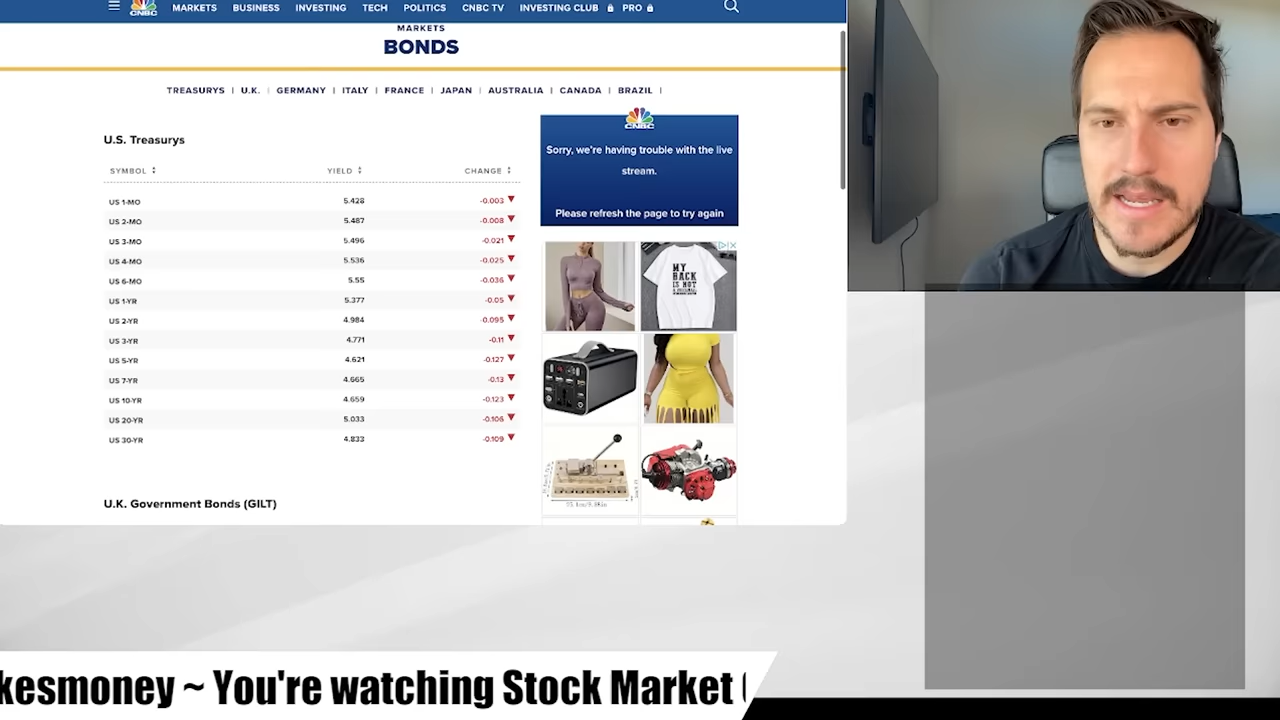 CNBC
MARKETS BUSINESS INVESTING TECH POLITICS CNBC TV INVESTING CLUB PRO
MARKETS
BONDS
TREASURYS | U.K. | GERMANY | ITALY | FRANCE | JAPAN | AUSTRALIA | CANADA | BRAZIL |
U.S. Treasurys
SYMBOL YIELD CHANGE
US 1-MO 5.428 -0.003
US 2-MO 5.487 -0.008
US 3-MO 5.496 -0.021
US 4-MO 5.536 -0.025
US 6-MO 5.55 -0.036
US 1-YR 5.377 -0.05
US 2-YR 4.984 -0.095
US 3-YR 4.771 -0.11
US 5-YR 4.621 -0.127
US 7-YR 4.665 -0.13
US 10-YR 4.659 -0.123
US 20-YR 5.033 -0.106
US 30-YR 4.833 -0.109
U.K. Government Bonds (GILT)
CNBC
Sorry, we're having trouble with the live
stream.
Please refresh the page to try again
MY
BACK
IS NOT
kesmoney ~ You're watching Stock Market